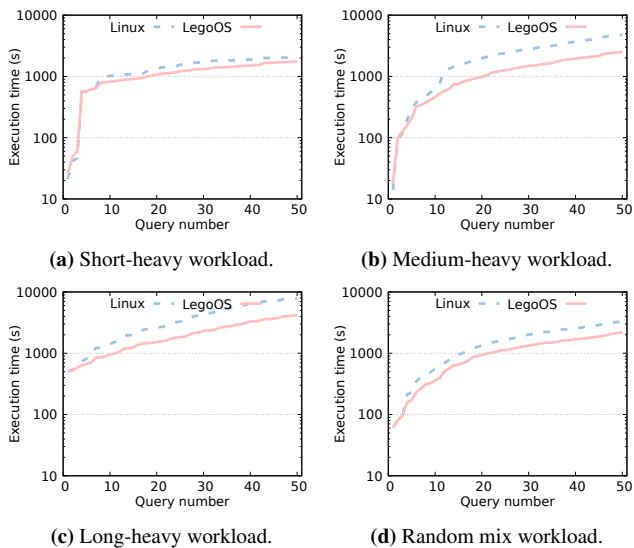 Linux LegoOS
Execution time (s)
10000
1000
100
10
0 10 20 30 40 50
Query number
(a) Short-heavy workload.
Linux LegoOS
Execution time (s)
10000
1000
100
10
0 10 20 30 40 50
Query number
(b) Medium-heavy workload.
Linux LegoOS
Execution time (s)
10000
1000
100
10
0 10 20 30 40 50
Query number
(c) Long-heavy workload.
Linux LegoOS
Execution time (s)
10000
1000
100
10
0 10 20 30 40 50
Query number
(d) Random mix workload.